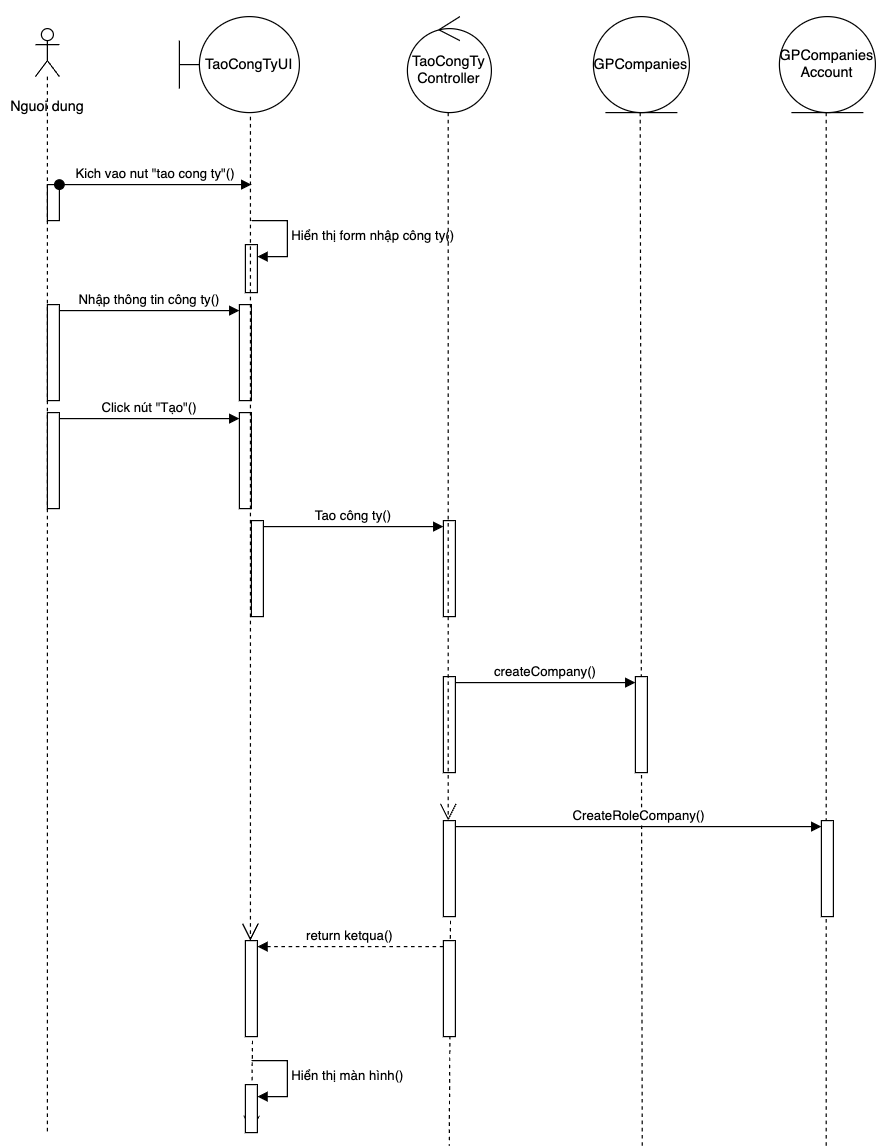 Nguoi dung
TaoCongTyUI
TaoCongTy
Controller
GPCompanies
GPCompanies
Account
Kich vao nut "tao cong ty"()
Hiển thị form nhập công ty()
Nhập thông tin công ty()
Click nút "Tạo"()
Tao công ty()
createCompany()
CreateRoleCompany()
return ketqua()
Hiển thị màn hình()